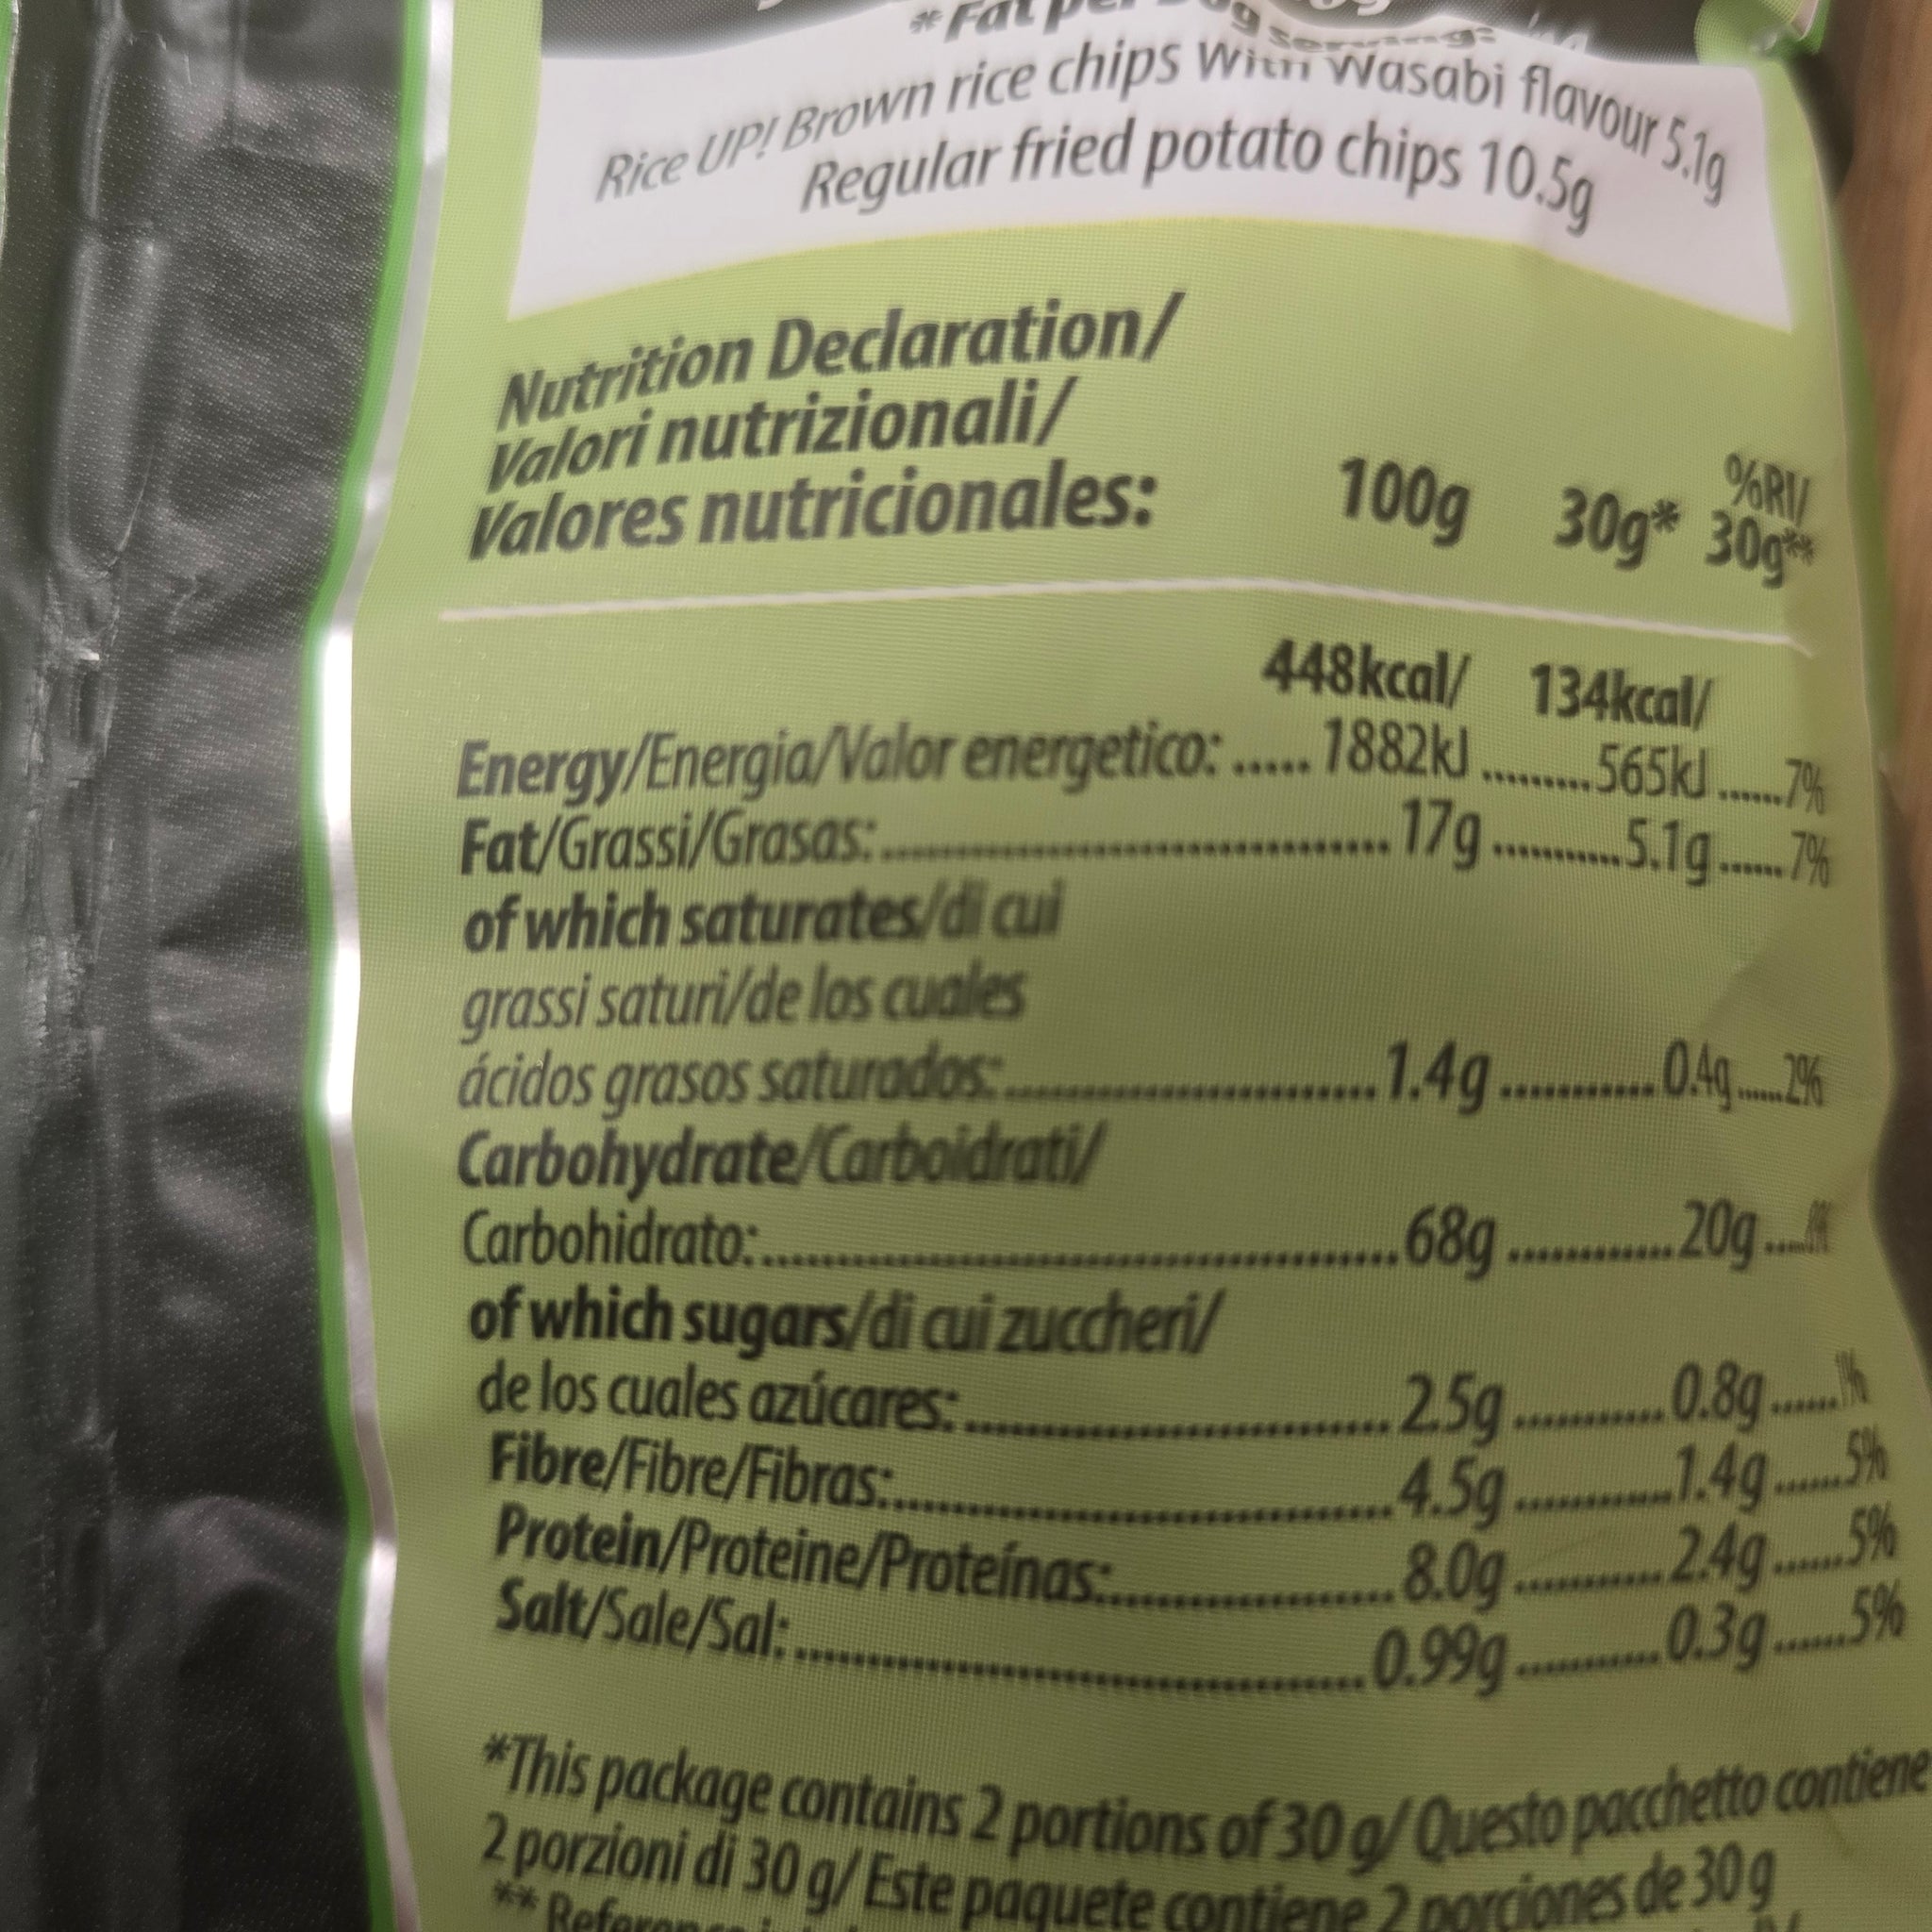 * Fat per 30g serving:
Rice UP! Brown rice chips With Wasabi flavour 5.1g
Regular fried potato chips 10.5g
Nutrition Declaration/
Valori nutrizionali/
Valores nutricionales: 100g 30g* %RI/ 30g**
448kcal/ 134kcal/
Energy/Energia/Valor energetico: ..... 1882kJ ......... 565kJ ...... 7%
Fat/Grassi/Grasas: ........ 17g ........ 5.1g ...... 7%
of which saturates/di cui
grassi saturi/de los cuales
ácidos grasos saturados: ........ 1.4g ........ 0.4g ...... 2%
Carbohydrate/Carboidrati/
Carbohidrato: ........ 68g ........ 20g ......
of which sugars/di cui zuccheri/
de los cuales azúcares: ........ 2.5g ........ 0.8g ...... 1%
Fibre/Fibre/Fibras: ........ 4.5g ........ 1.4g ...... 5%
Protein/Proteine/Proteínas: ........ 8.0g ........ 2.4g ...... 5%
Salt/Sale/Sal: ........ 0.99g ........ 0.3g ...... 5%
*This package contains 2 portions of 30 g/ Questo pacchetto contiene
2 porzioni di 30 g/ Este paquete contiene 2 porciones de 30 g
**